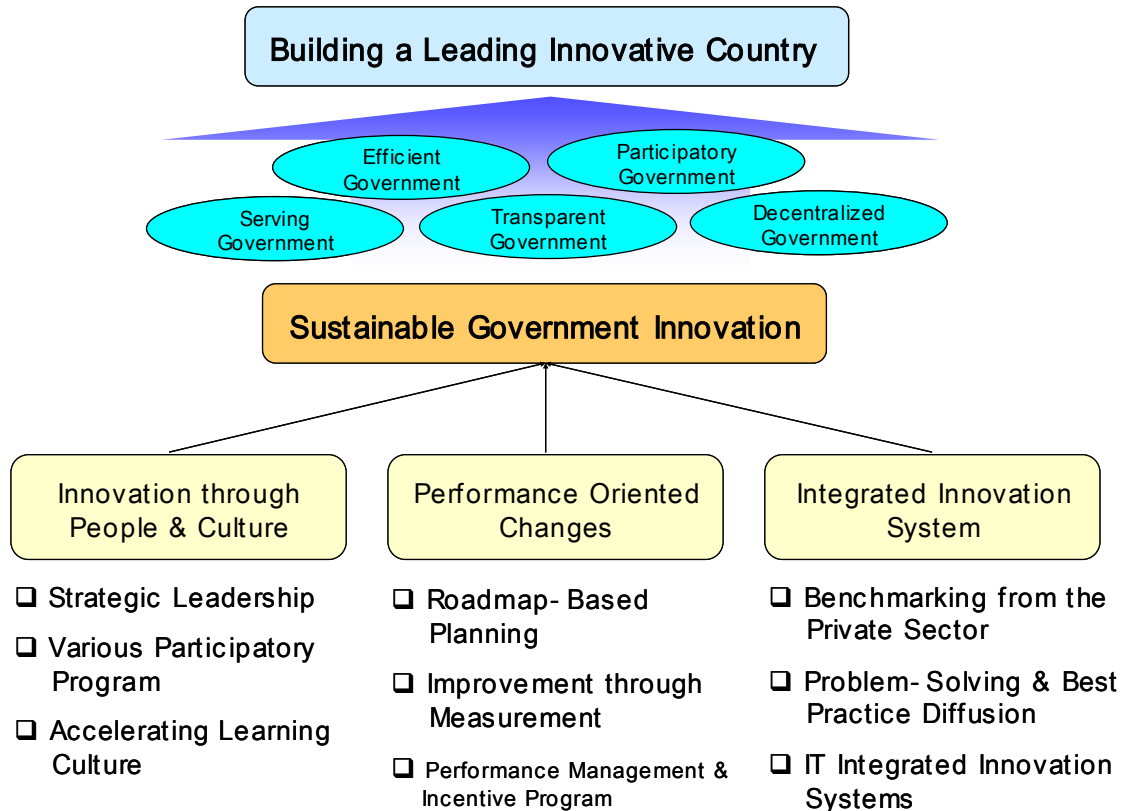 Building a Leading Innovative Country
Efficient
Government
Participatory
Government
Serving
Government
Transparent
Government
Decentralized
Government
Sustainable Government Innovation
Innovation through
People & Culture
Performance Oriented
Changes
Integrated Innovation
System
❑ Strategic Leadership
❑ Various Participatory
Program
❑ Accelerating Learning
Culture
❑ Roadmap-Based
Planning
❑ Improvement through
Measurement
❑ Performance Management &
Incentive Program
❑ Benchmarking from the
Private Sector
❑ Problem-Solving & Best
Practice Diffusion
❑ IT Integrated Innovation
Systems